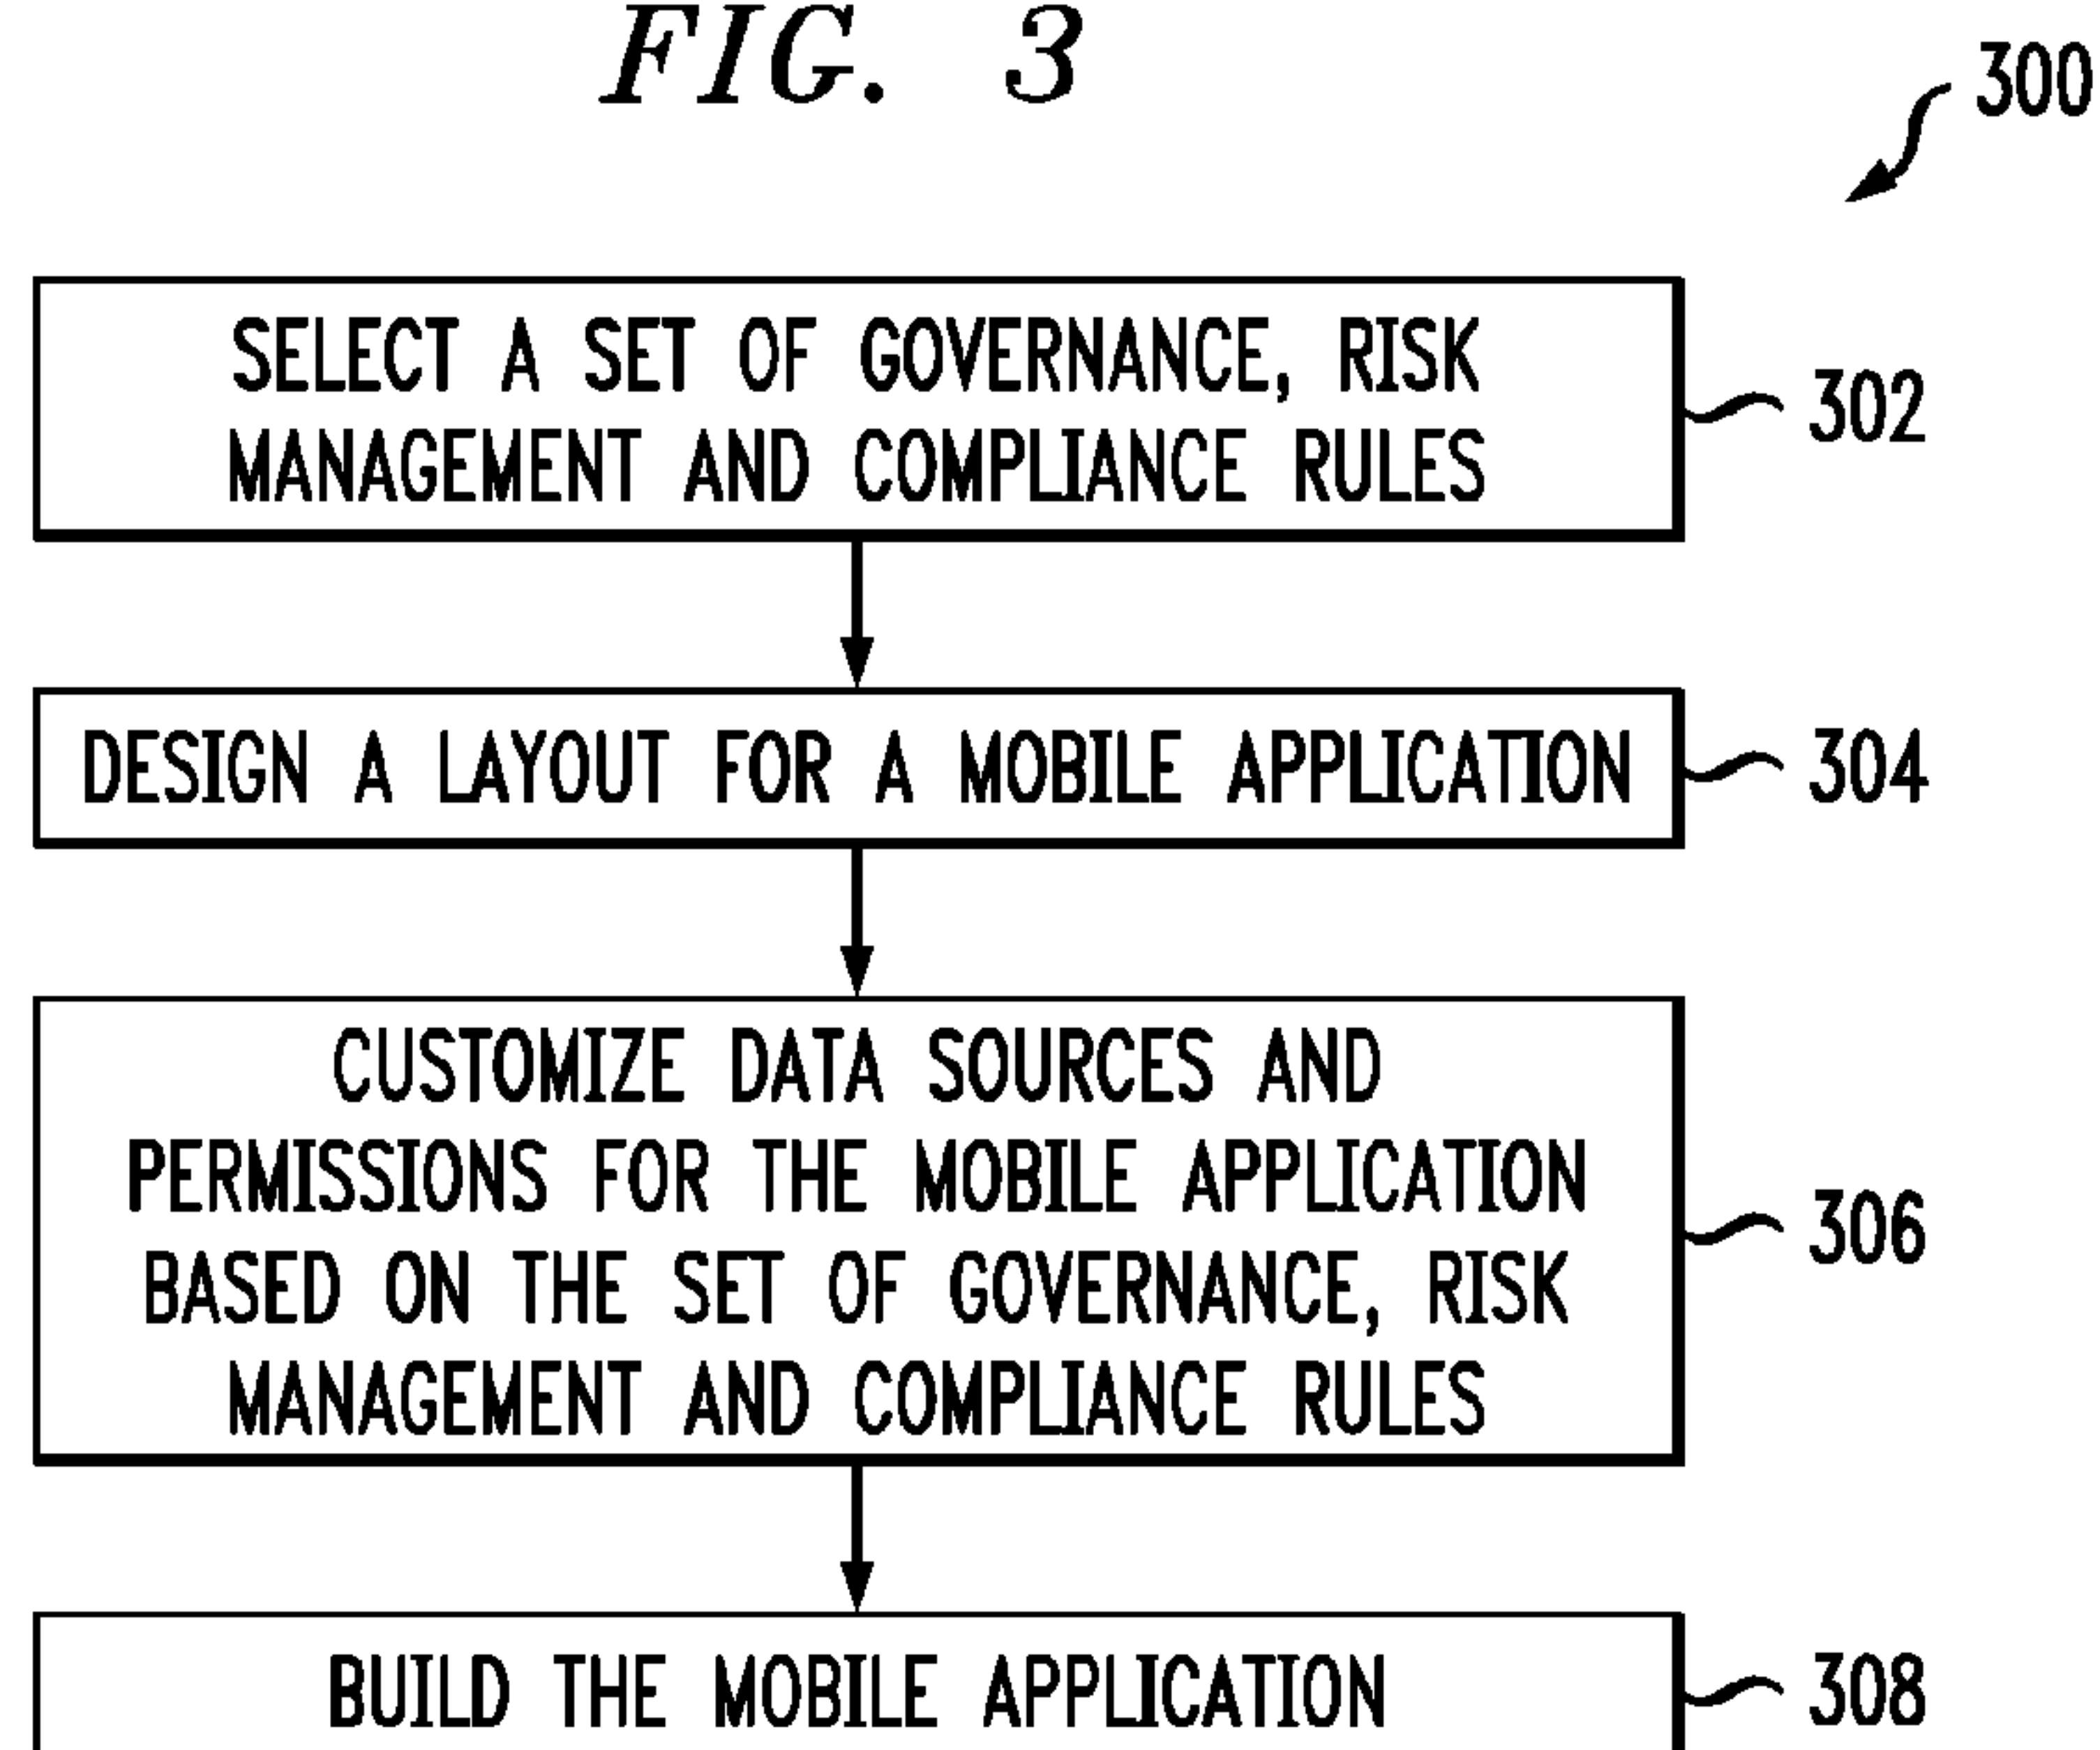 FIG. 3
300
SELECT A SET OF GOVERNANCE, RISK
MANAGEMENT AND COMPLIANCE RULES
302
DESIGN A LAYOUT FOR A MOBILE APPLICATION
304
CUSTOMIZE DATA SOURCES AND
PERMISSIONS FOR THE MOBILE APPLICATION
BASED ON THE SET OF GOVERNANCE, RISK
MANAGEMENT AND COMPLIANCE RULES
306
BUILD THE MOBILE APPLICATION
308